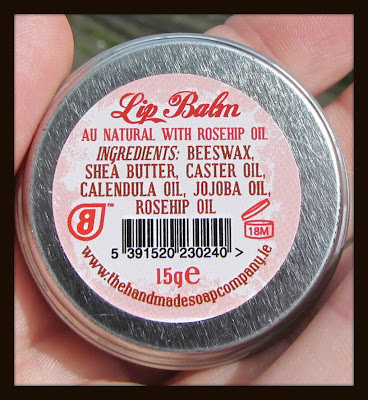 Lip Balm
AU NATURAL WITH ROSEHIP OIL
INGREDIENTS: BEESWAX,
SHEA BUTTER, CASTER OIL,
CALENDULA OIL, JOJOBA OIL,
ROSEHIP OIL
B™
18M
5 391520 230240 >
15g℮
www.thehandmadesoapcompany.ie